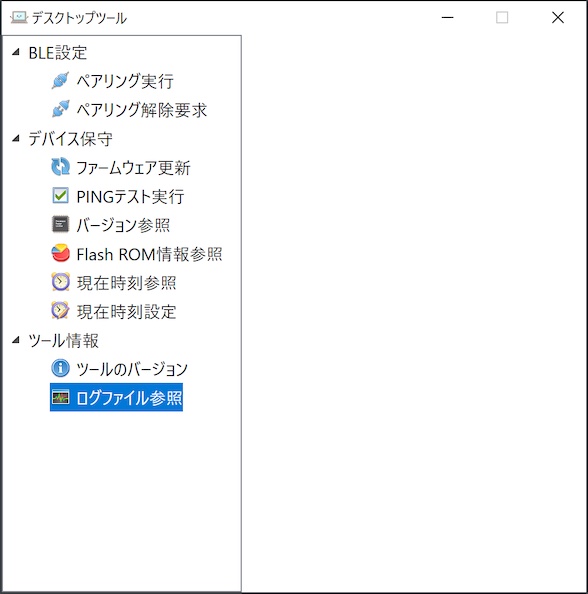 デスクトップツール
BLE設定
ペアリング実行
ペアリング解除要求
デバイス保守
ファームウェア更新
PINGテスト実行
バージョン参照
Flash ROM情報参照
現在時刻参照
現在時刻設定
ツール情報
ツールのバージョン
ログファイル参照